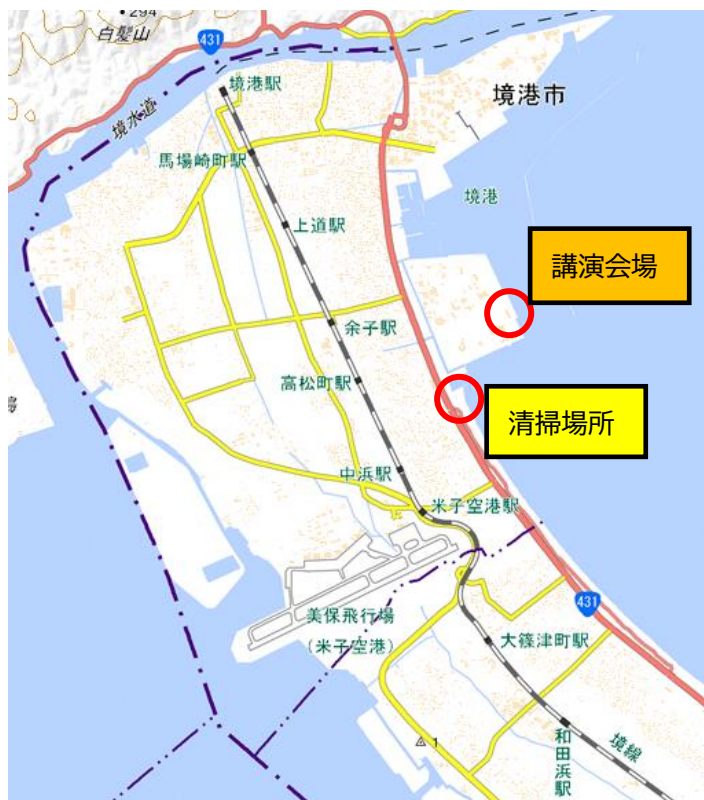 ・294
白髪山
431
境水道
境港駅
境港市
馬場崎町駅
境港
上道駅
講演会場
余子駅
高松町駅
清掃場所
中浜駅
米子空港駅
美保飛行場
(米子空港)
431
大篠津町駅
和田浜駅
境線
1